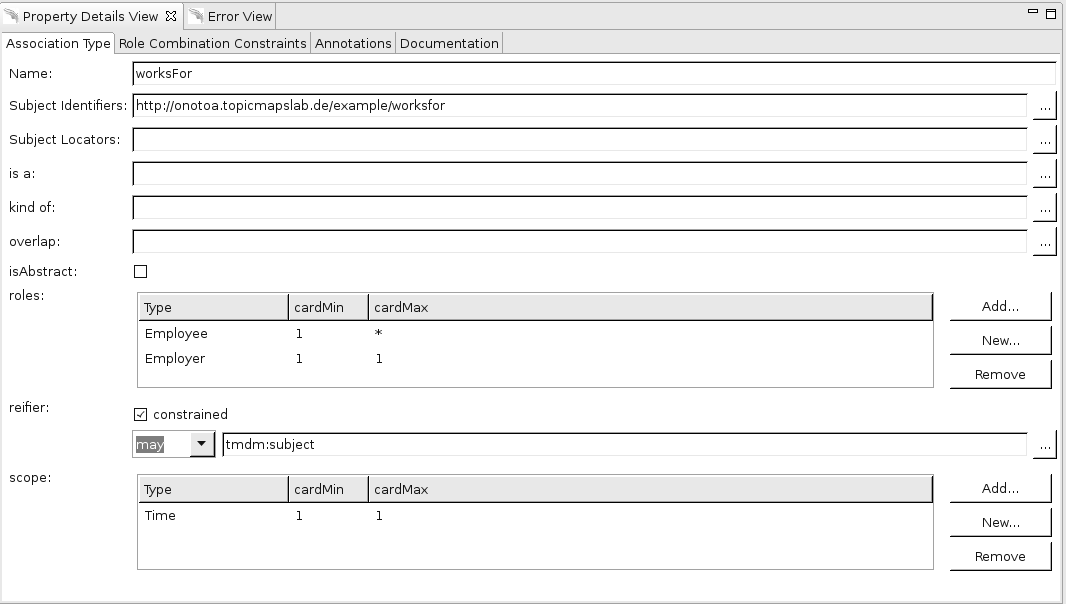 Property Details View Error View
Association Type Role Combination Constraints Annotations Documentation
Name: worksFor
Subject Identifiers: http://onotoa.topicmapslab.de/example/worksfor ...
Subject Locators: ...
is a: ...
kind of: ...
overlap: ...
isAbstract:
roles:
Type cardMin cardMax Add...
Employee 1 *
New...
Employer 1 1
Remove
reifier: constrained
may tmdm:subject ...
scope:
Type cardMin cardMax Add...
Time 1 1
New...
Remove